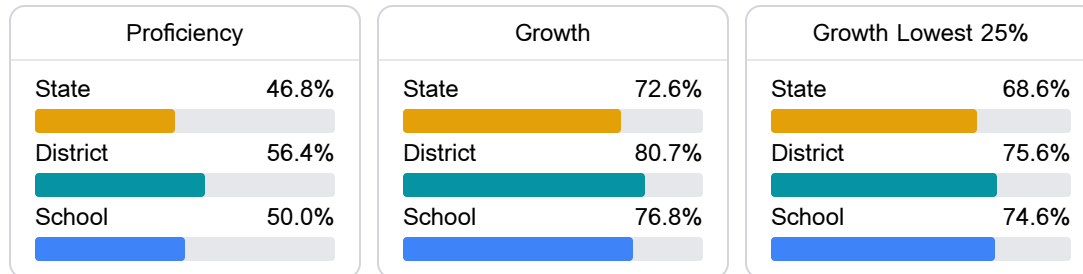 Proficiency
State 46.8%
District 56.4%
School 50.0%
Growth
State 72.6%
District 80.7%
School 76.8%
Growth Lowest 25%
State 68.6%
District 75.6%
School 74.6%